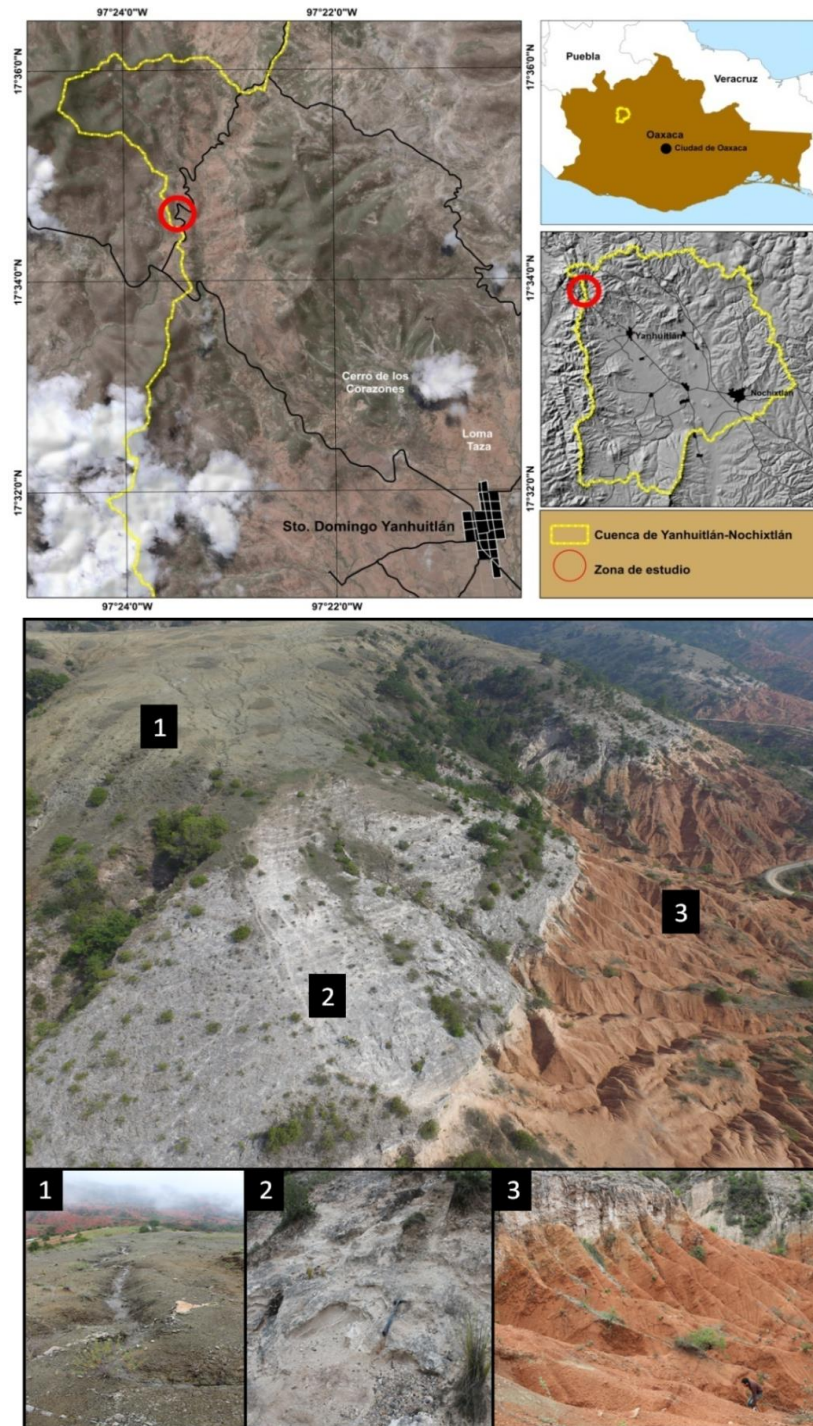 97°24'0"W
97°22'0"W
17°36'0"N
17°34'0"N
17°32'0"N
Cerro de los
Corazones
Loma
Taza
Sto. Domingo Yanhuitlán
17°36'0"N
17°34'0"N
17°32'0"N
97°24'0"W
97°22'0"W
Puebla
Veracruz
Oaxaca
Ciudad de Oaxaca
Yanhuitlán
Nochixtlán
Cuenca de Yanhuitlán-Nochixtlán
Zona de estudio
1
2
3
1
2
3